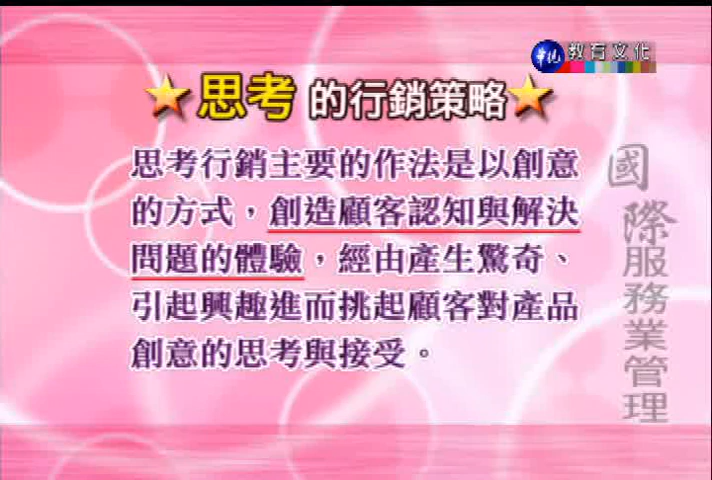 華視 教育文化
思考的行銷策略
思考行銷主要的作法是以創意
的方式，創造顧客認知與解決
問題的體驗，經由產生驚奇、
引起興趣進而挑起顧客對產品
創意的思考與接受。
國際服務業管理